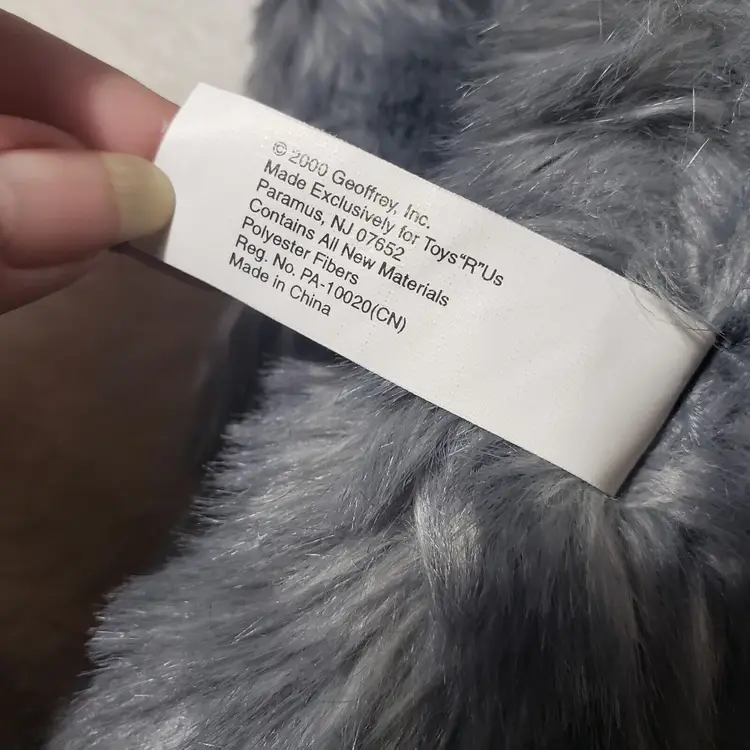 © 2000 Geoffrey, Inc.
Made Exclusively for Toys"R"Us
Paramus, NJ 07652
Contains All New Materials
Polyester Fibers
Reg. No. PA-10020(CN)
Made in China